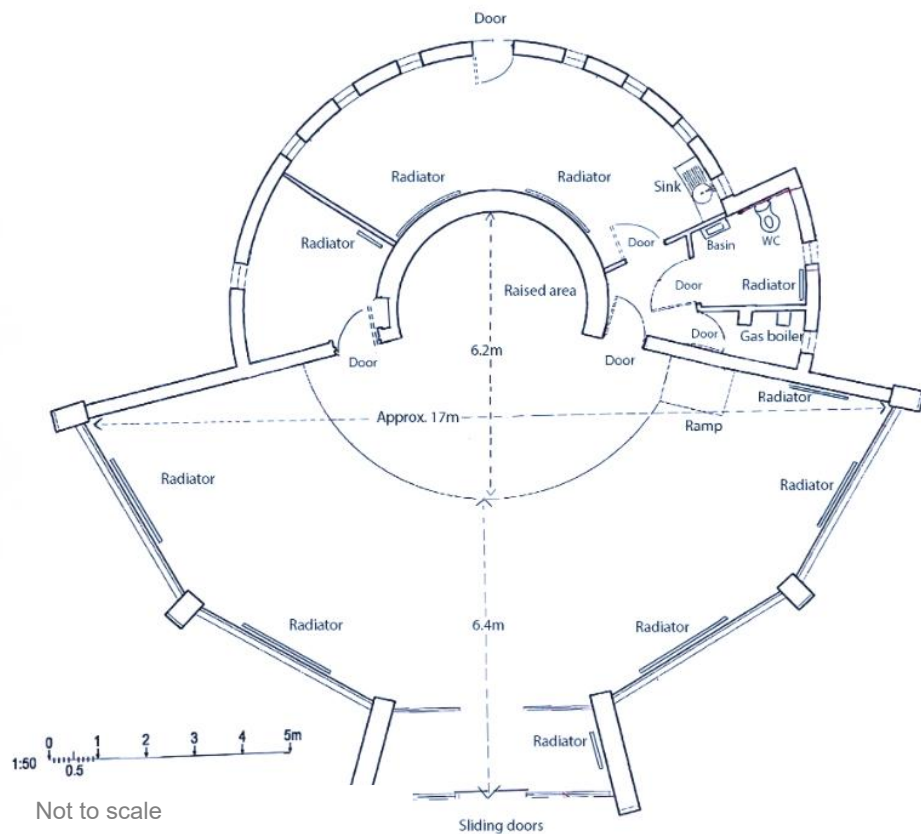 Door
Radiator
Radiator
Sink
Radiator
Door
Basin
WC
Raised area
Door
Radiator
6.2m
Door
Gas boiler
Door
Door
Radiator
Approx. 17m
Ramp
Radiator
Radiator
6.4m
Radiator
Radiator
0 1 2 3 4 5m
1:50
0.5
Radiator
Not to scale
Sliding doors